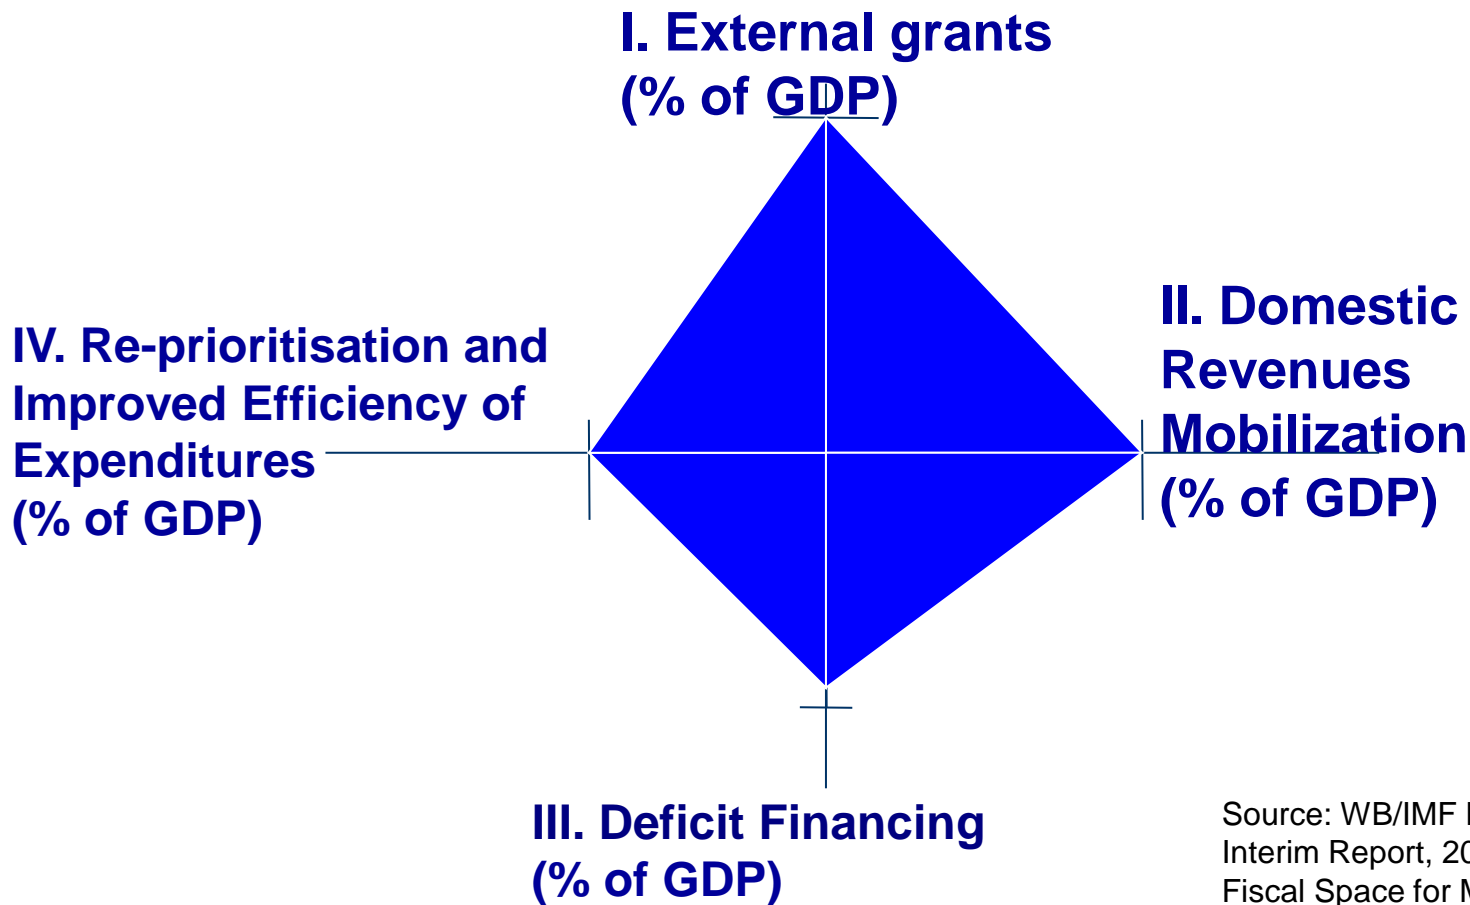 I. External grants
(% of GDP)
II. Domestic
Revenues
Mobilization
(% of GDP)
IV. Re-prioritisation and
Improved Efficiency of
Expenditures
(% of GDP)
III. Deficit Financing
(% of GDP)
Source: WB/IMF
Interim Report,
Fiscal Space for